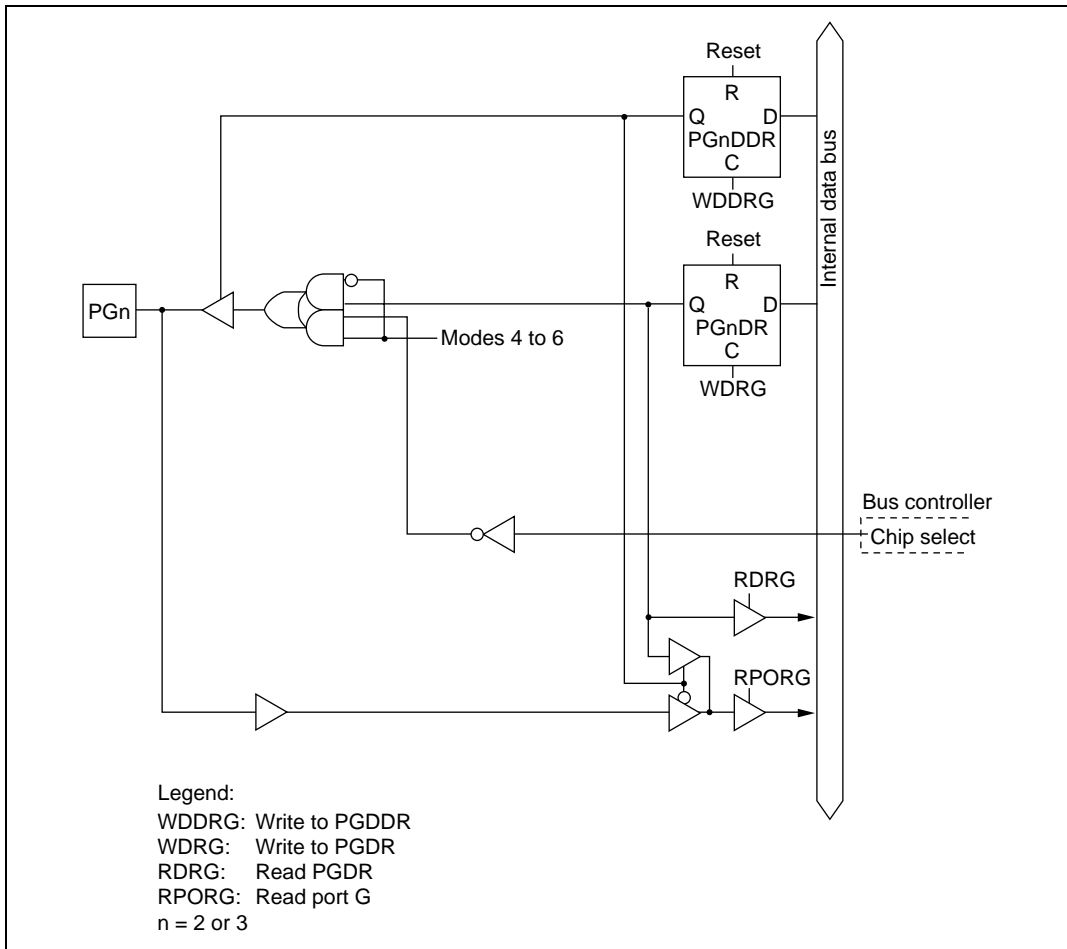 Reset
R
Q D
PGnDDR
C
WDDRG
Reset
R
Q D
PGnDR
C
WDRG
Internal data bus
PGn
Modes 4 to 6
Bus controller
Chip select
RDRG
RPORG
Legend:
WDDRG: Write to PGDDR
WDRG: Write to PGDR
RDRG: Read PGDR
RPORG: Read port G
n = 2 or 3